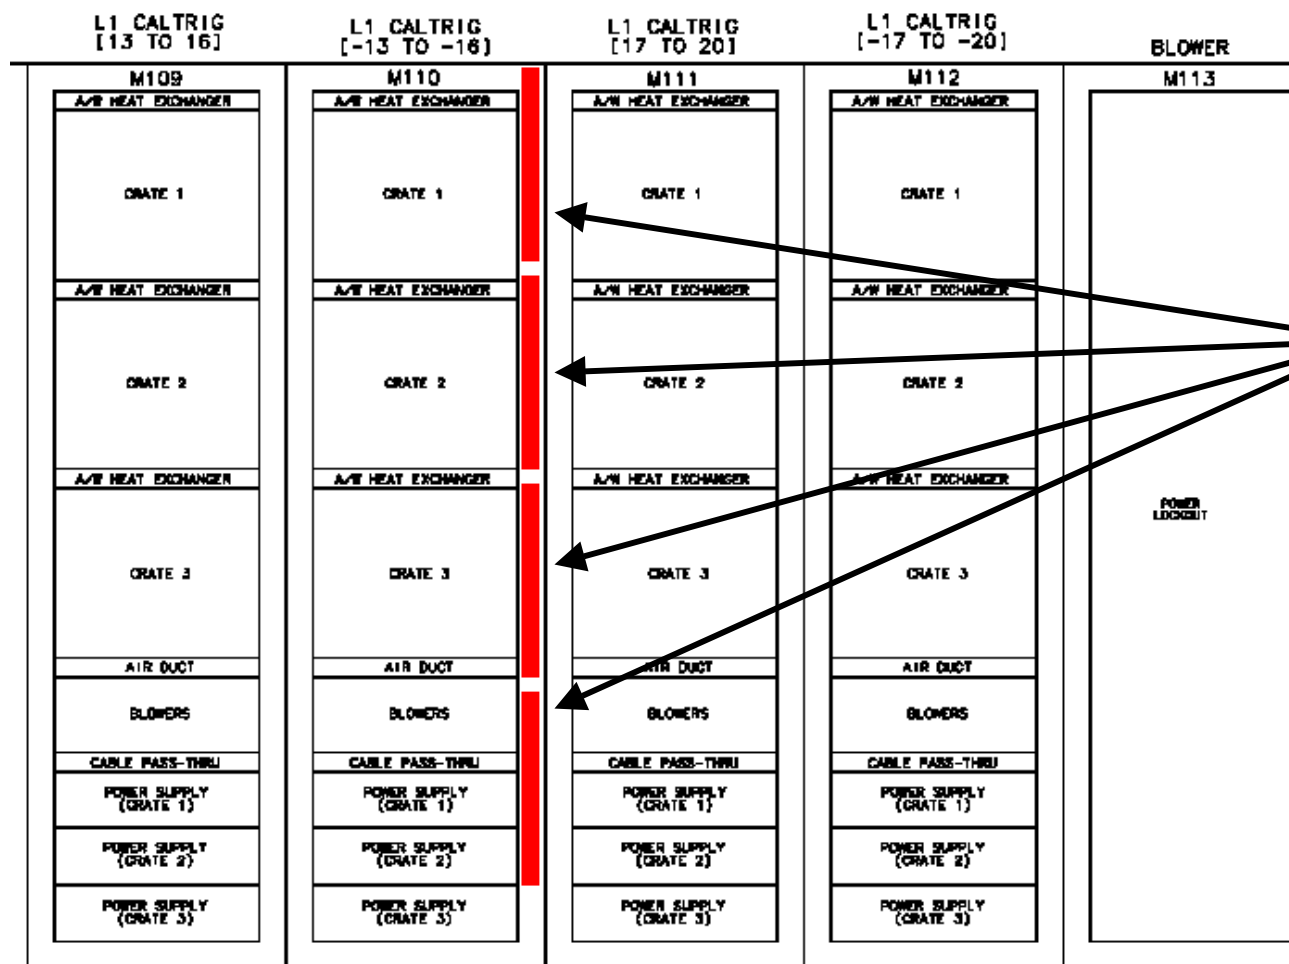 L1 CALTRIG
[13 TO 16]
L1 CALTRIG
[-13 TO -16]
L1 CALTRIG
[17 TO 20]
L1 CALTRIG
[-17 TO -20]
BLOWER
M109
M110
M111
M112
M113
A/W HEAT EXCHANGER
A/W HEAT EXCHANGER
A/W HEAT EXCHANGER
A/W HEAT EXCHANGER
CRATE 1
CRATE 1
CRATE 1
CRATE 1
A/W HEAT EXCHANGER
A/W HEAT EXCHANGER
A/W HEAT EXCHANGER
A/W HEAT EXCHANGER
CRATE 2
CRATE 2
CRATE 2
CRATE 2
A/W HEAT EXCHANGER
A/W HEAT EXCHANGER
A/W HEAT EXCHANGER
A/W HEAT EXCHANGER
POWER
LOCKOUT
CRATE 3
CRATE 3
CRATE 3
CRATE 3
AIR DUCT
AIR DUCT
AIR DUCT
AIR DUCT
BLOWERS
BLOWERS
BLOWERS
BLOWERS
CABLE PASS-THRU
CABLE PASS-THRU
CABLE PASS-THRU
CABLE PASS-THRU
POWER SUPPLY
(CRATE 1)
POWER SUPPLY
(CRATE 1)
POWER SUPPLY
(CRATE 1)
POWER SUPPLY
(CRATE 1)
POWER SUPPLY
(CRATE 2)
POWER SUPPLY
(CRATE 2)
POWER SUPPLY
(CRATE 2)
POWER SUPPLY
(CRATE 2)
POWER SUPPLY
(CRATE 3)
POWER SUPPLY
(CRATE 3)
POWER SUPPLY
(CRATE 3)
POWER SUPPLY
(CRATE 3)